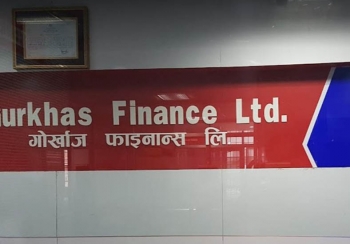 urkhas Finance Ltd.
गोर्खाज फाइनान्स लि.